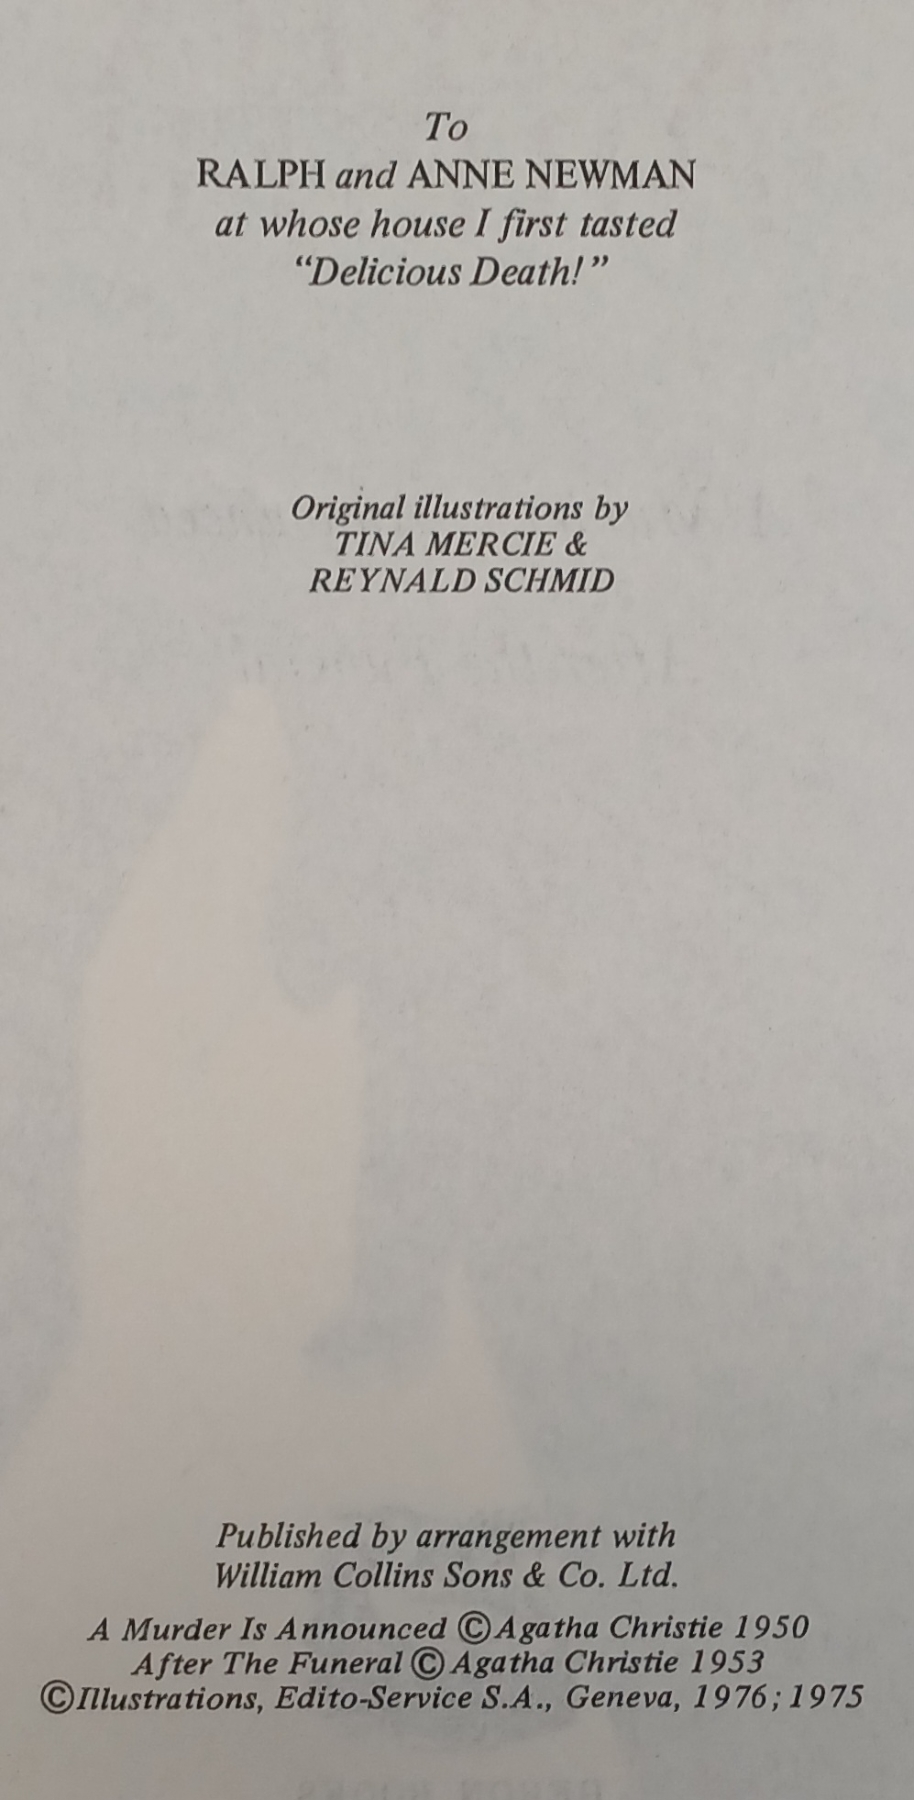 To
RALPH and ANNE NEWMAN
at whose house I first tasted
“Delicious Death!”
Original illustrations by
TINA MERCIE &
REYNALD SCHMID
Published by arrangement with
William Collins Sons & Co. Ltd.
A Murder Is Announced ©Agatha Christie 1950
After The Funeral © Agatha Christie 1953
©Illustrations, Edito-Service S.A., Geneva, 1976; 1975